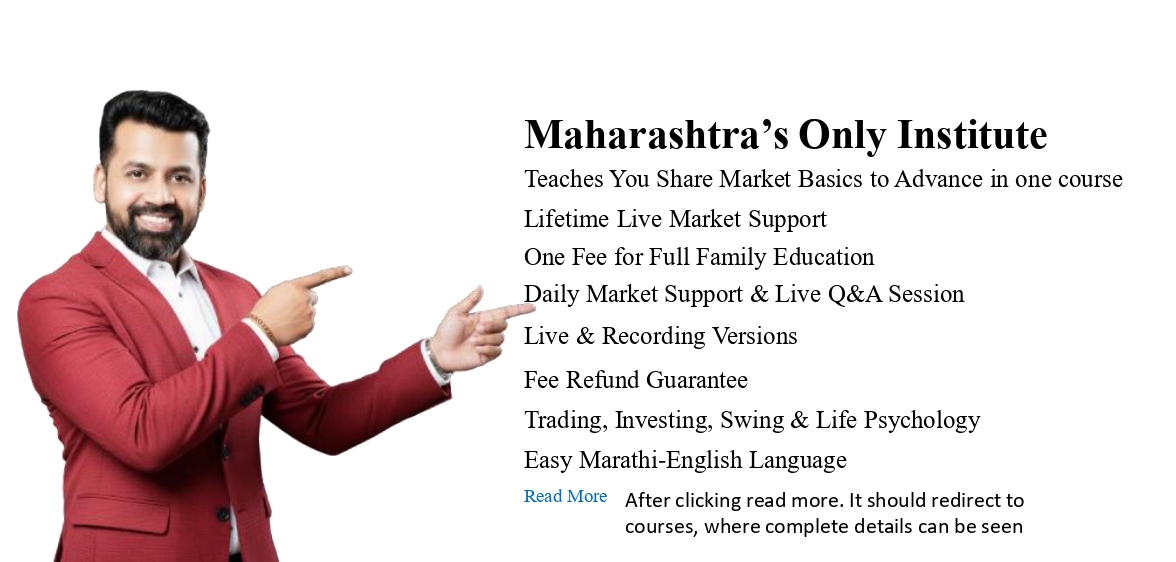 Maharashtra’s Only Institute
Teaches You Share Market Basics to Advance in one course
Lifetime Live Market Support
One Fee for Full Family Education
Daily Market Support & Live Q&A Session
Live & Recording Versions
Fee Refund Guarantee
Trading, Investing, Swing & Life Psychology
Easy Marathi-English Language
Read More
After clicking read more. It should redirect to
courses, where complete details can be seen